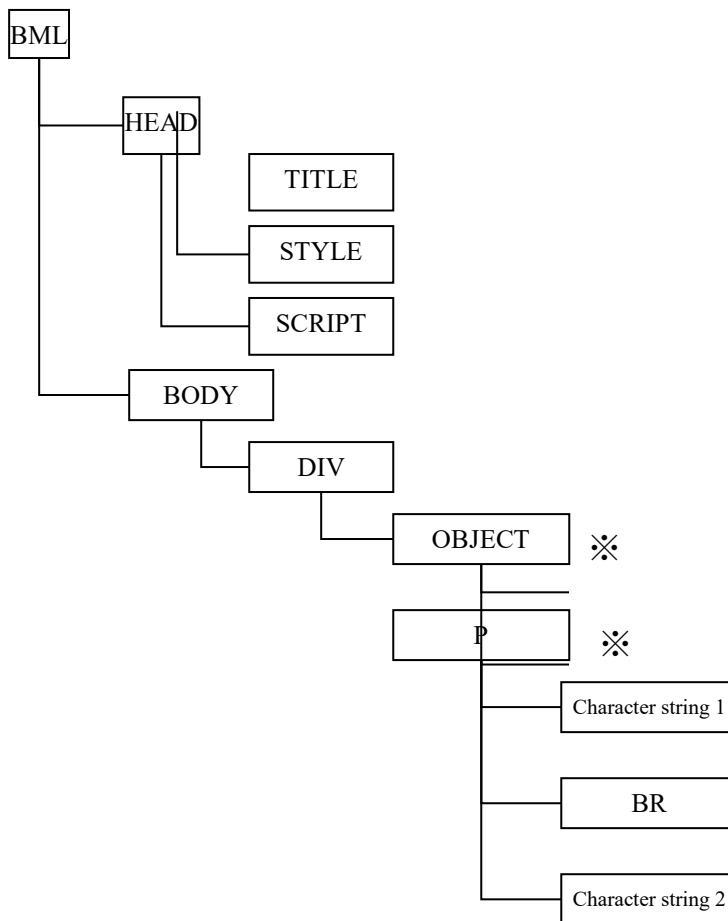 BML
HEAD
TITLE
STYLE
SCRIPT
BODY
DIV
OBJECT ※
P ※
Character string 1
BR
Character string 2